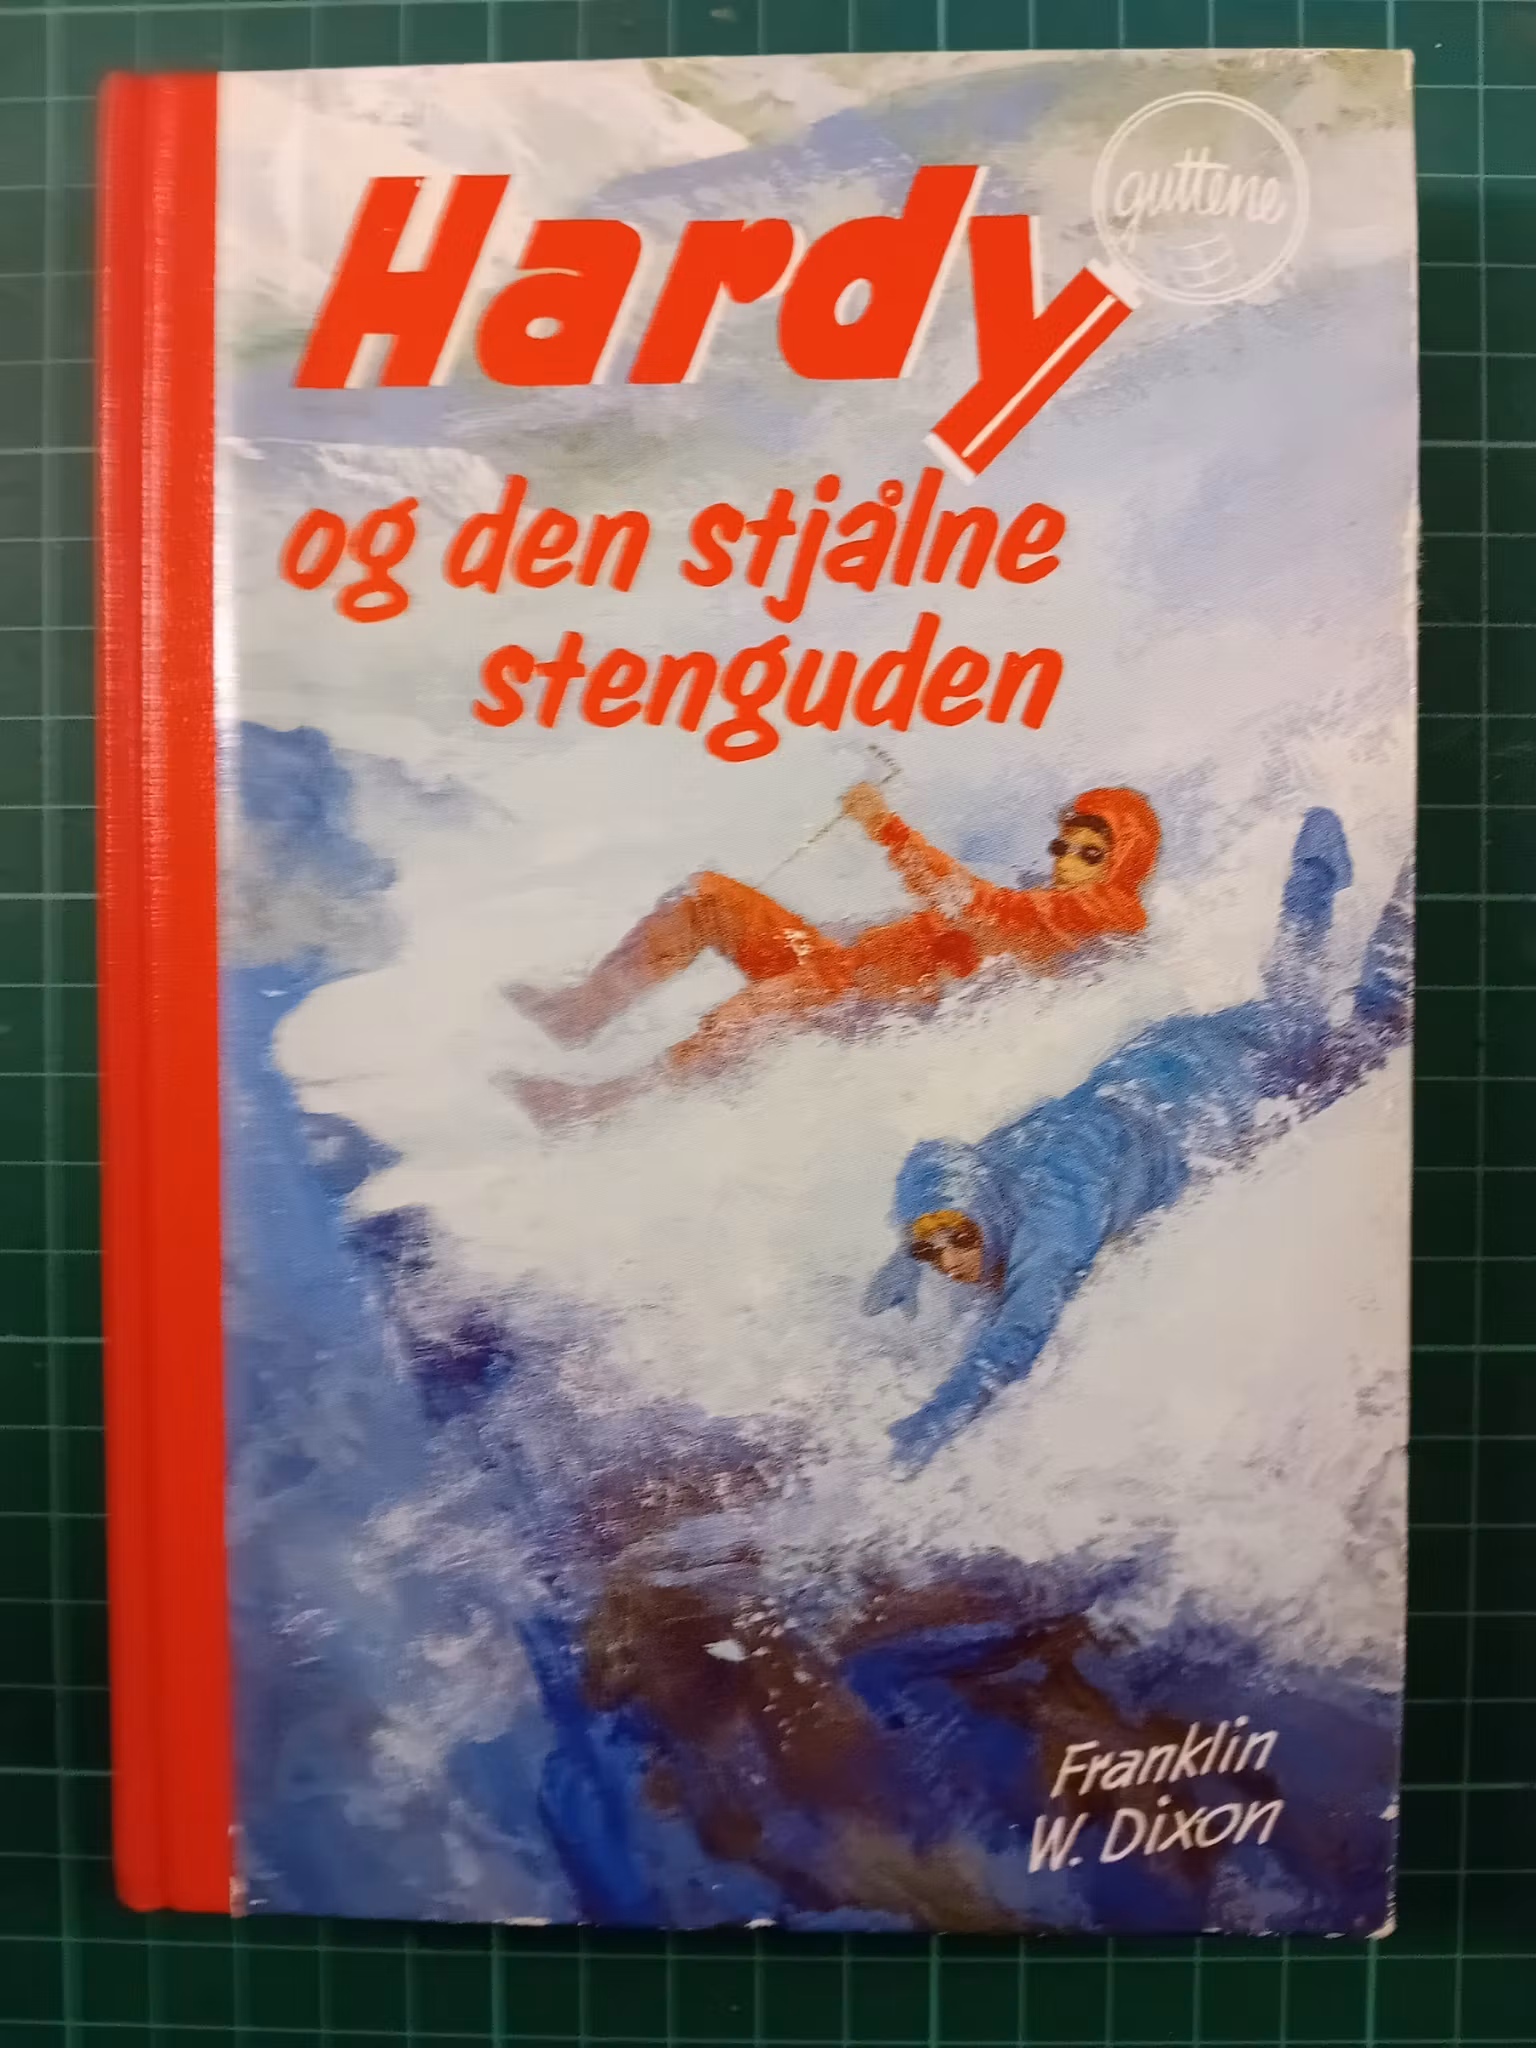 Hardy
guttene
og den stjålne
stenguden
Franklin
W. Dixon